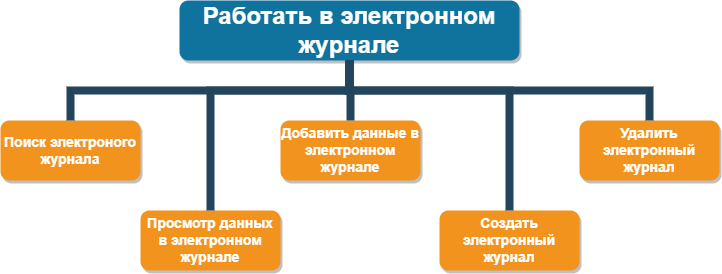 Работать в электронном
журнале
Поиск электроного
журнала
Добавить данные в
электронном
журнале
Удалить
электронный
журнал
Просмотр данных
в электронном
журнале
Создать
электронный
журнал